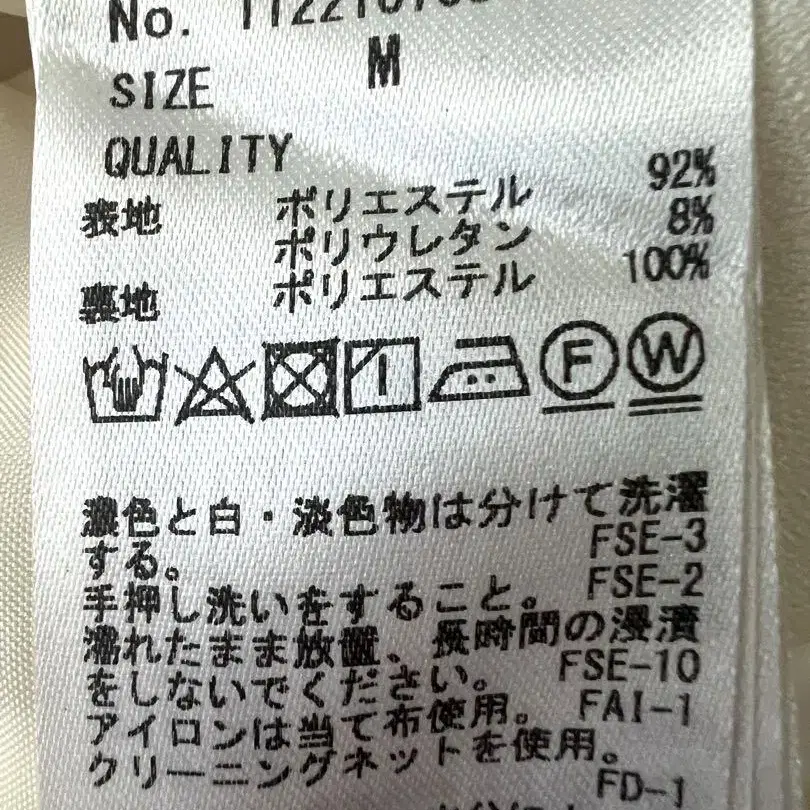 No.
SIZE M
QUALITY
表地 ポリエステル 92%
ポリウレタン 8%
裏地 ポリエステル 100%
F W
濃色と白・淡色物は分けて洗濯
する。 FSE-3
手押し洗いをすること。 FSE-2
濡れたまま放置、長時間の浸漬
をしないでください。 FSE-10
アイロンは当て布使用。 FAI-1
クリーニングネットを使用。
FD-1